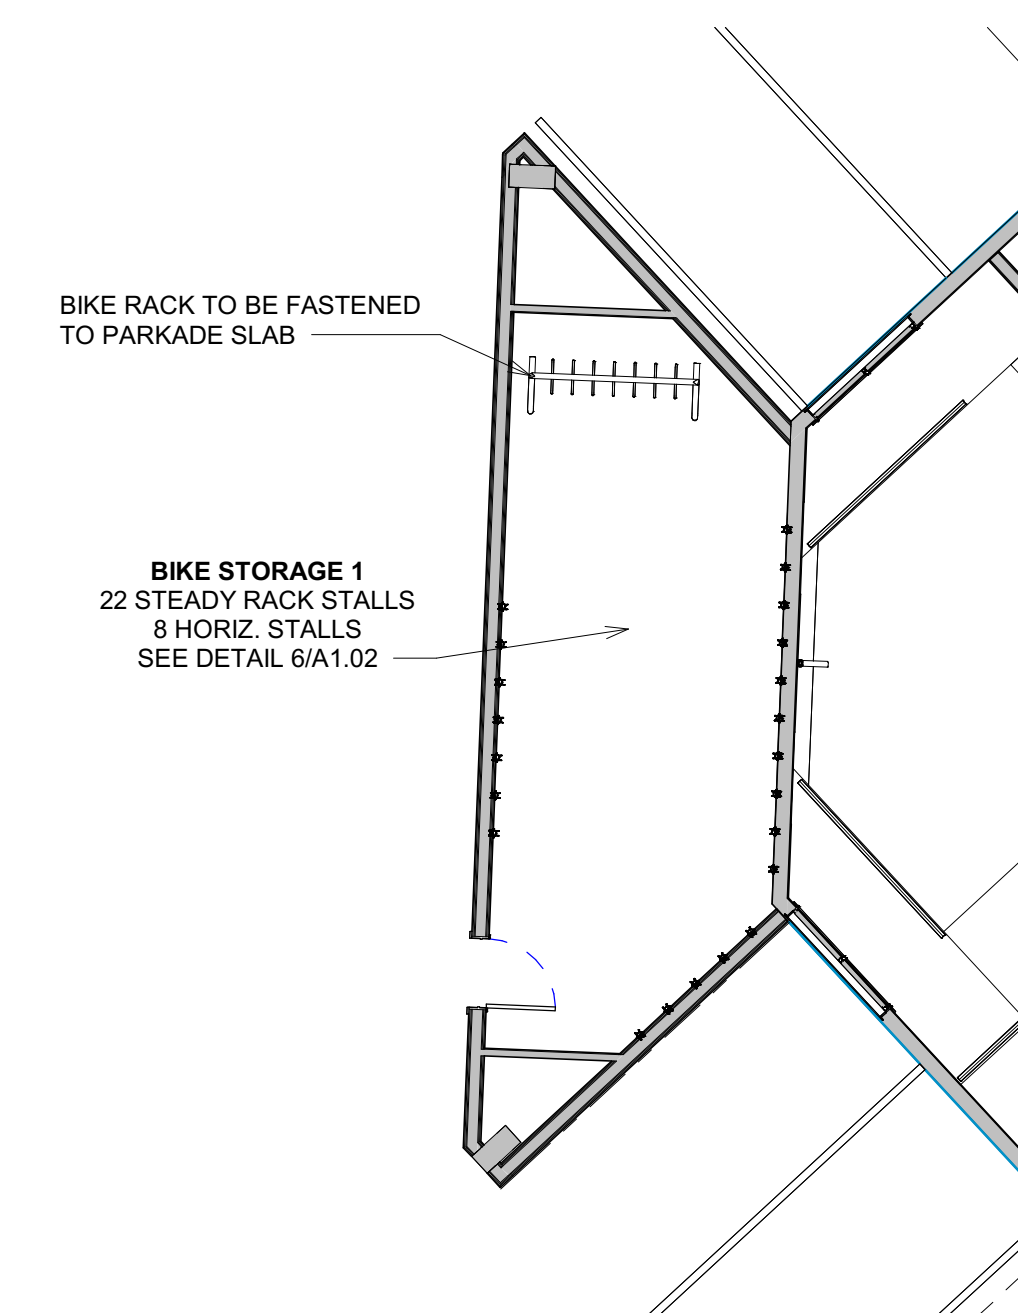 BIKE RACK TO BE FASTENED
TO PARKADE SLAB
BIKE STORAGE 1
22 STEADY RACK STALLS
8 HORIZ. STALLS
SEE DETAIL 6/A1.02